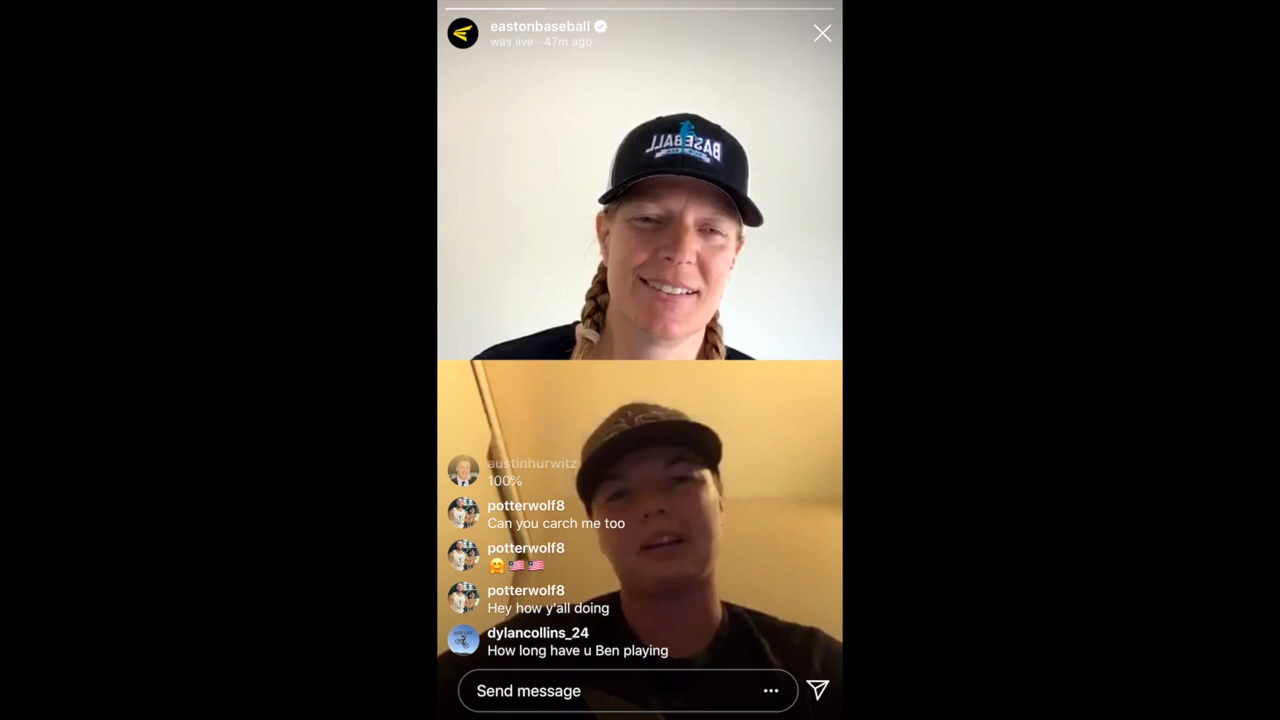 eastonbaseball
was live · 47m ago
BASEBALL
austinhurwitz
100%
potterwolf8
Can you carch me too
potterwolf8
🤗🇺🇸🇺🇸
potterwolf8
Hey how y'all doing
dylancollins_24
How long have u Ben playing
Send message